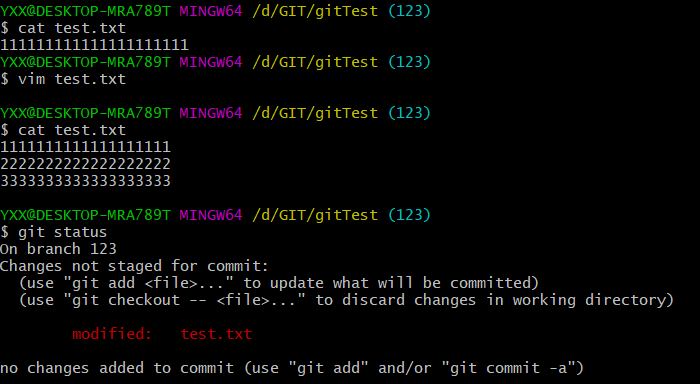 YXX@DESKTOP-MRA789T MINGW64 /d/GIT/gitTest (123)
$ cat test.txt
1111111111111111111111
YXX@DESKTOP-MRA789T MINGW64 /d/GIT/gitTest (123)
$ vim test.txt
YXX@DESKTOP-MRA789T MINGW64 /d/GIT/gitTest (123)
$ cat test.txt
11111111111111111111
22222222222222222222
33333333333333333333
YXX@DESKTOP-MRA789T MINGW64 /d/GIT/gitTest (123)
$ git status
On branch 123
Changes not staged for commit:
(use "git add <file>..." to update what will be committed)
(use "git checkout -- <file>..." to discard changes in working directory)
modified: test.txt
no changes added to commit (use "git add" and/or "git commit -a")